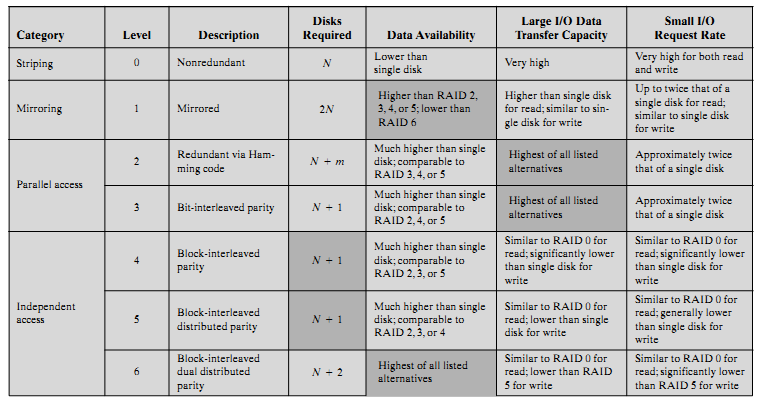 Category Level Description Disks Required Data Availability Large I/O Data Transfer Capacity Small I/O Request Rate
Striping 0 Nonredundant N Lower than single disk Very high Very high for both read and write
Mirroring 1 Mirrored 2N Higher than RAID 2, 3, 4, or 5; lower than RAID 6 Higher than single disk for read; similar to sin-gle disk for write Up to twice that of a single disk for read; similar to single disk for write
Parallel access 2 Redundant via Ham-ming code N + m Much higher than single disk; comparable to RAID 3, 4, or 5 Highest of all listed alternatives Approximately twice that of a single disk
3 Bit-interleaved parity N + 1 Much higher than single disk; comparable to RAID 2, 4, or 5 Highest of all listed alternatives Approximately twice that of a single disk
Independent access 4 Block-interleaved parity N + 1 Much higher than single disk; comparable to RAID 2, 3, or 5 Similar to RAID 0 for read; significantly lower than single disk for write Similar to RAID 0 for read; significantly lower than single disk for write
5 Block-interleaved distributed parity N + 1 Much higher than single disk; comparable to RAID 2, 3, or 4 Similar to RAID 0 for read; lower than single disk for write Similar to RAID 0 for read; generally lower than single disk for write
6 Block-interleaved dual distributed parity N + 2 Highest of all listed alternatives Similar to RAID 0 for read; lower than RAID 5 for write Similar to RAID 0 for read; significantly lower than RAID 5 for write